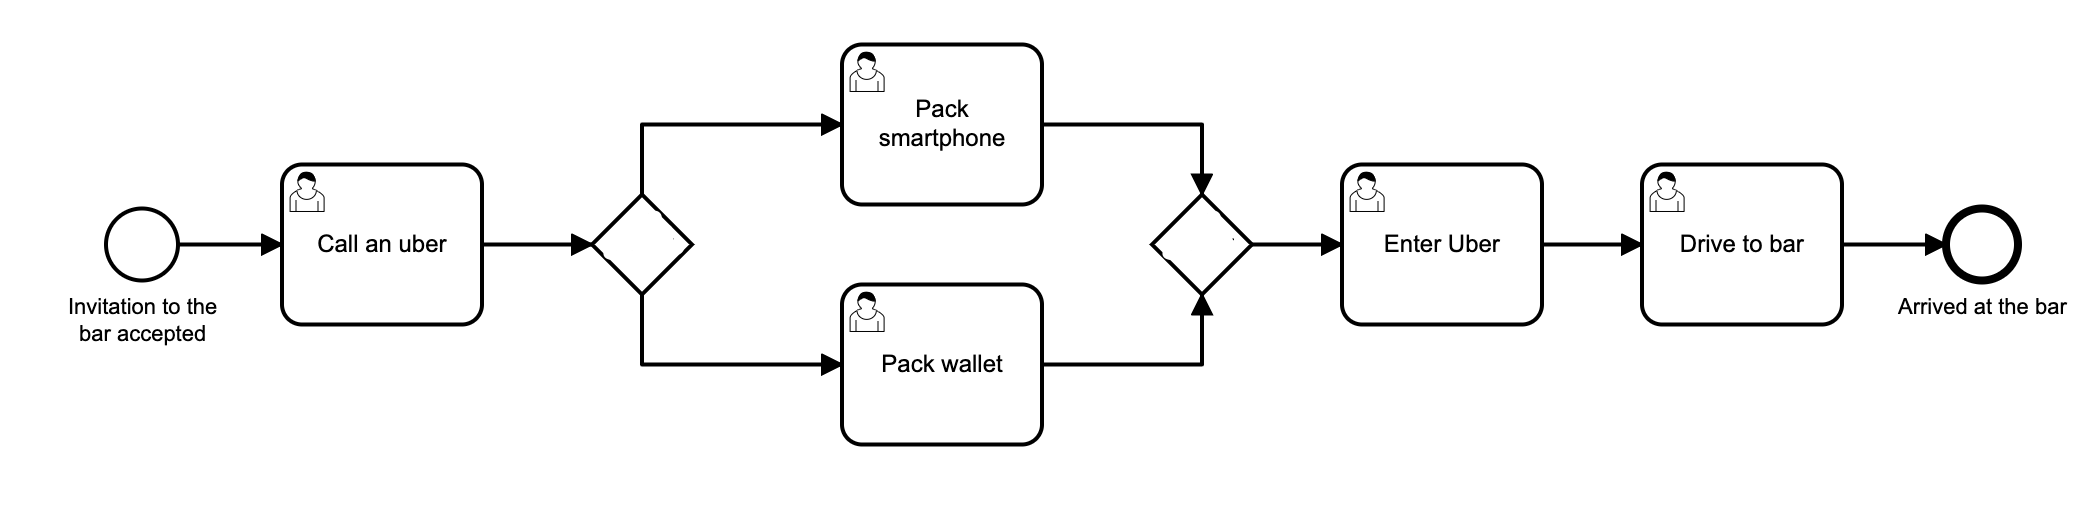 Invitation to the
bar accepted
Call an uber
Pack
smartphone
Pack wallet
Enter Uber
Drive to bar
Arrived at the bar